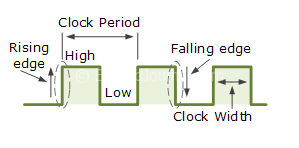 Clock Period
Rising
edge
High
Falling edge
Low
Clock Width